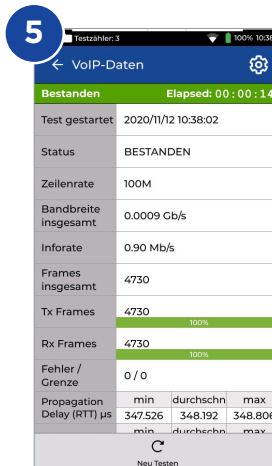 5
Testzähler: 3 100% 10:38
VoIP-Daten
Bestanden Elapsed: 00:00:14
Test gestartet 2020/11/12 10:38:02
Status BESTANDEN
Zeilenrate 100M
Bandbreite
insgesamt 0.0009 Gb/s
Inforate 0.90 Mb/s
Frames
insgesamt 4730
Tx Frames 4730
100%
Rx Frames 4730
100%
Fehler /
Grenze 0 / 0
Propagation min durchschn max
Delay (RTT) µs 347.526 348.192 348.806
min durchschn max
Neu Testen